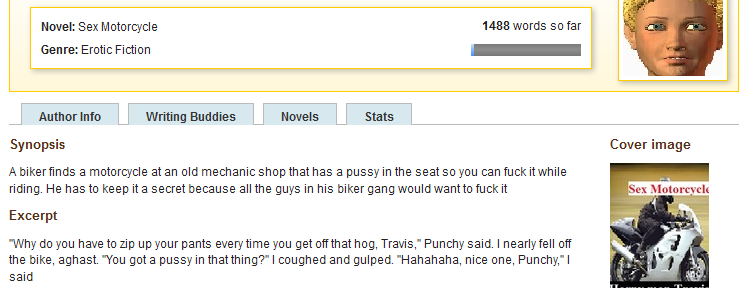 Novel: Sex Motorcycle
1488 words so far
Genre: Erotic Fiction
Author Info
Writing Buddies
Novels
Stats
Synopsis
A biker finds a motorcycle at an old mechanic shop that has a pussy in the seat so you can fuck it while
riding. He has to keep it a secret because all the guys in his biker gang would want to fuck it
Excerpt
"Why do you have to zip up your pants every time you get off that hog, Travis," Punchy said. I nearly fell off
the bike, aghast. "You got a pussy in that thing?" I coughed and gulped. "Hahahaha, nice one, Punchy," I
said
Cover image
Sex Motorcycle